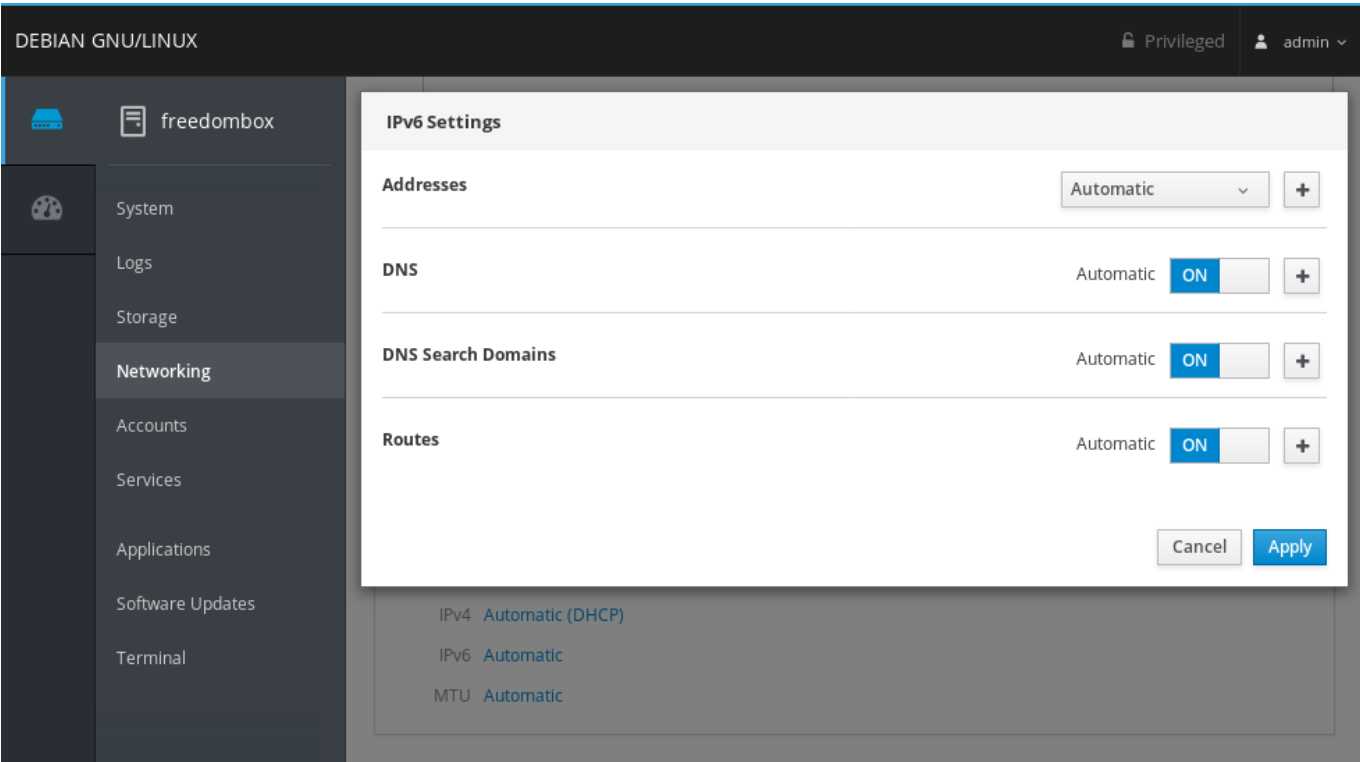 DEBIAN GNU/LINUX
Privileged
admin
freedombox
System
Logs
Storage
Networking
Accounts
Services
Applications
Software Updates
Terminal
IPv6 Settings
Addresses
Automatic
DNS
Automatic ON
DNS Search Domains
Automatic ON
Routes
Automatic ON
Cancel
Apply
IPv4 Automatic (DHCP)
IPv6 Automatic
MTU Automatic